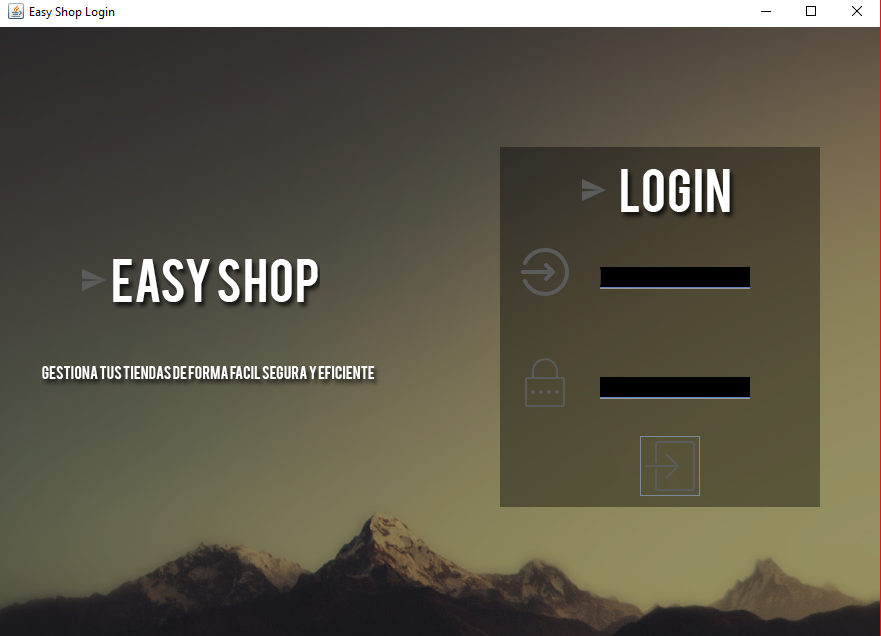 Easy Shop Login
LOGIN
EASY SHOP
GESTIONA TUS TIENDAS DE FORMA FACIL SEGURA Y EFICIENTE